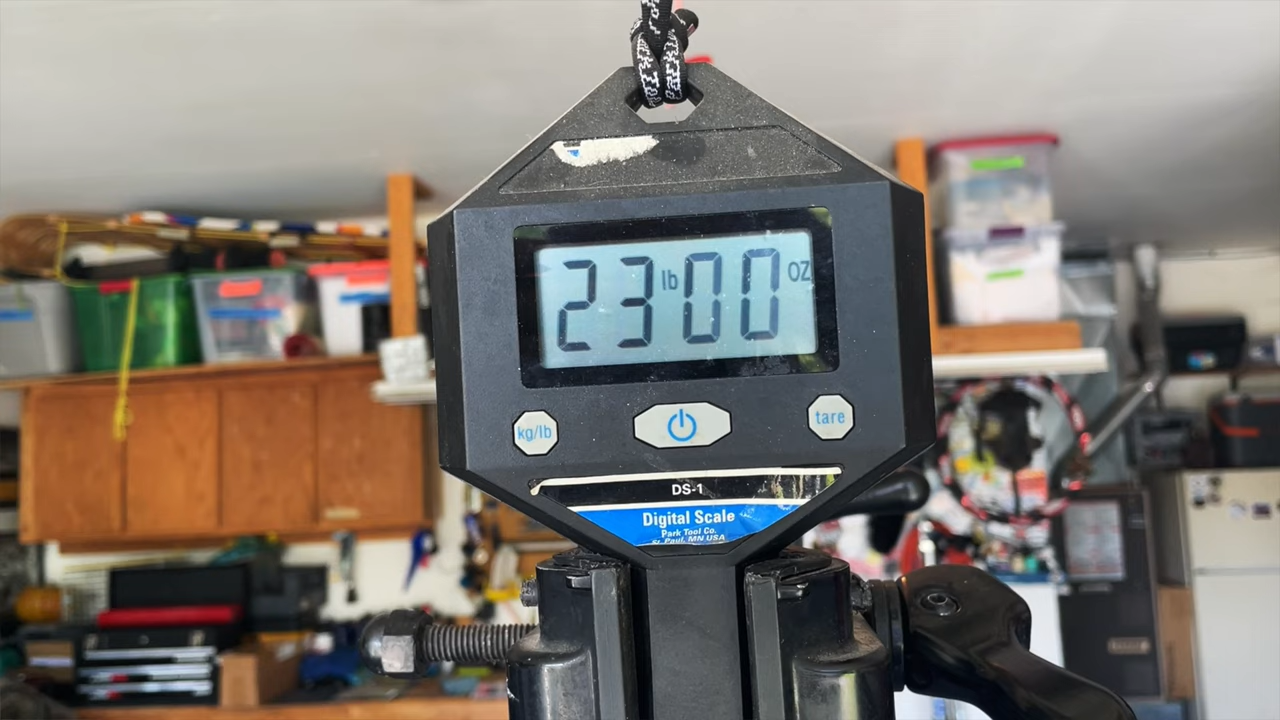 23 lb 00 OZ
kg/lb
tare
DS-1
Digital Scale
Park Tool Co.
St. Paul, MN USA